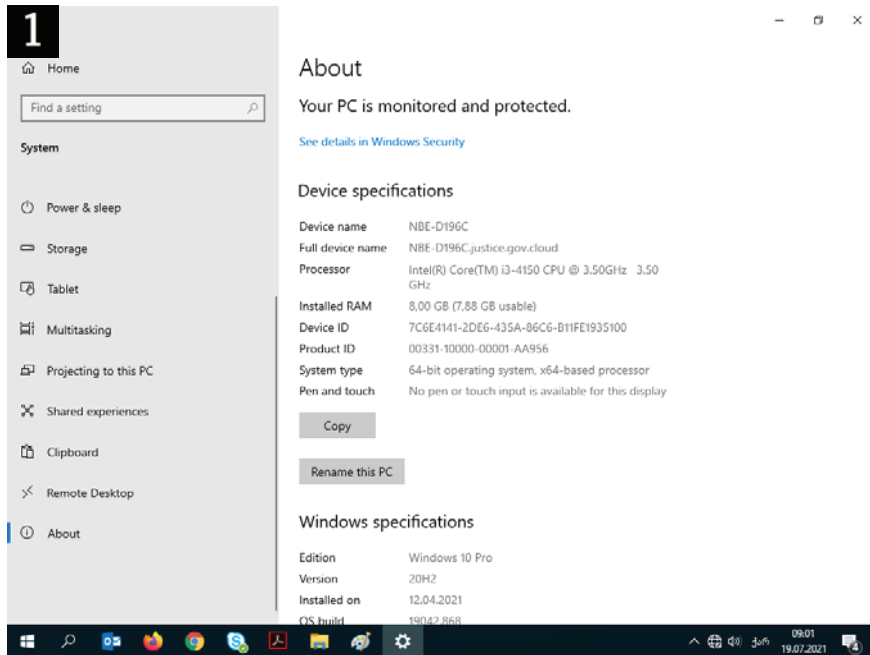 1
Home
About
Find a setting
Your PC is monitored and protected.
System
See details in Windows Security
Power & sleep
Storage
Tablet
Multitasking
Projecting to this PC
Shared experiences
Clipboard
Remote Desktop
About
Device specifications
Device name NBE-D196C
Full device name NBE-D196C.justice.gov.cloud
Processor Intel(R) Core(TM) i3-4150 CPU @ 3.50GHz 3.50
GHz
Installed RAM 8,00 GB (7,88 GB usable)
Device ID 7C6E4141-2DE6-435A-86C6-B11FE1935100
Product ID 00331-10000-00001-AA956
System type 64-bit operating system, x64-based processor
Pen and touch No pen or touch input is available for this display
Copy
Rename this PC
Windows specifications
Edition Windows 10 Pro
Version 20H2
Installed on 12.04.2021
OS build 19042.868
ქარ
09:01
19.07.2021
4